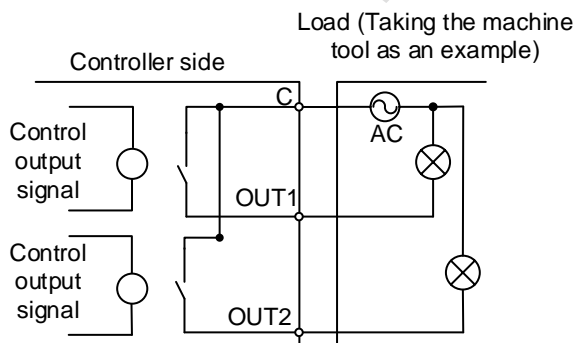 Load (Taking the machine
tool as an example)
Controller side
C
AC
Control
output
signal
OUT1
Control
output
signal
OUT2